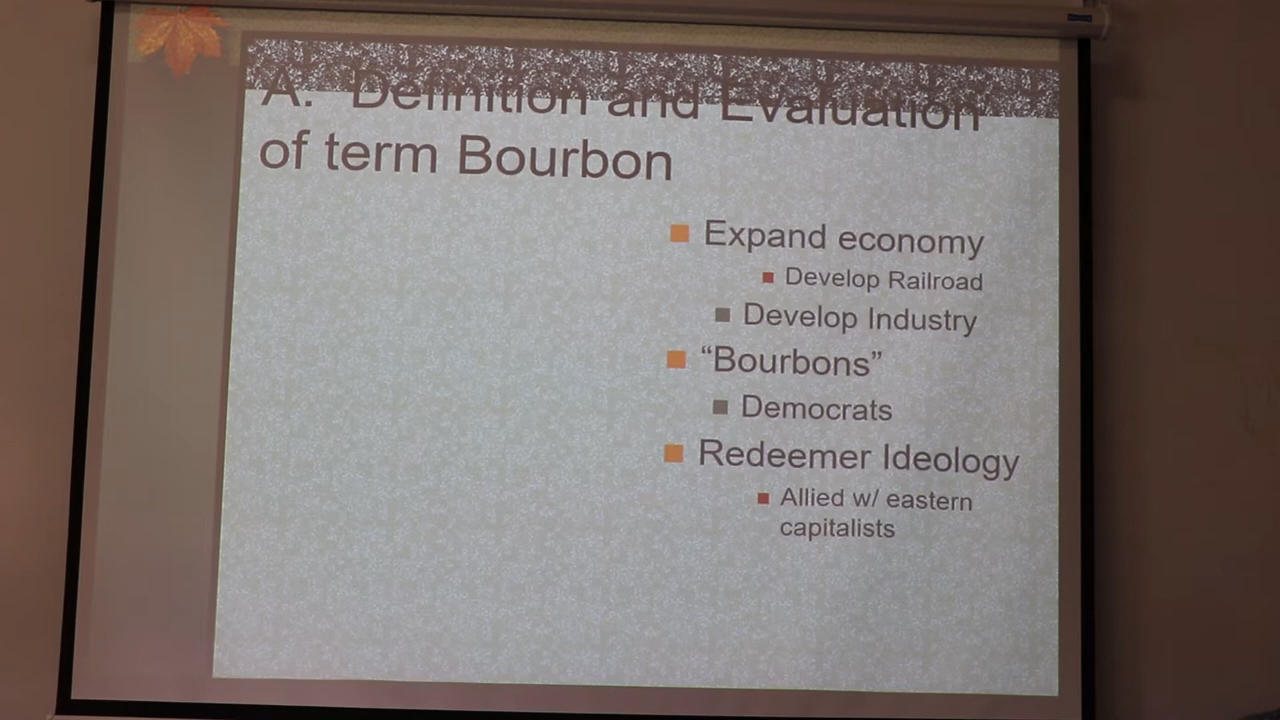 A. Definition and Evaluation
of term Bourbon
Expand economy
Develop Railroad
Develop Industry
“Bourbons”
Democrats
Redeemer Ideology
Allied w/ eastern
capitalists